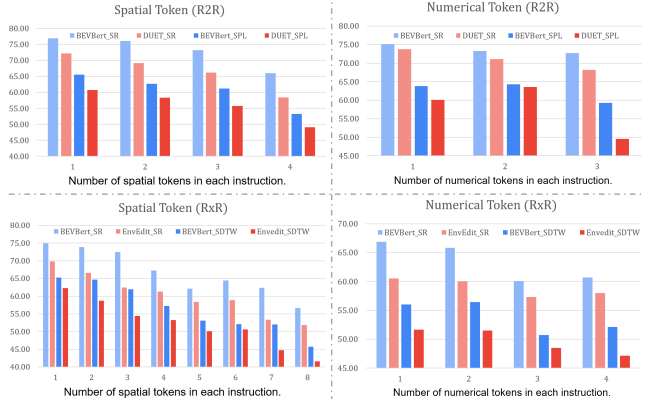 Spatial Token (R2R)
BEVBert_SR DUET_SR BEVBert_SPL DUET_SPL
80.00
75.00
70.00
65.00
60.00
55.00
50.00
45.00
40.00
1 2 3 4
Number of spatial tokens in each instruction.
Numerical Token (R2R)
BEVBert_SR DUET_SR BEVBert_SPL DUET_SPL
80.00
75.00
70.00
65.00
60.00
55.00
50.00
45.00
1 2 3
Number of numerical tokens in each instruction.
Spatial Token (RxR)
BEVBert_SR EnvEdit_SR BEVBert_SDTW Envedit_SDTW
80.00
75.00
70.00
65.00
60.00
55.00
50.00
45.00
40.00
1 2 3 4 5 6 7 8
Number of spatial tokens in each instruction.
Numerical Token (RxR)
BEVBert_SR EnvEdit_SR BEVBert_SDTW Envedit_SDTW
70.00
65.00
60.00
55.00
50.00
45.00
1 2 3 4
Number of numerical tokens in each instruction.